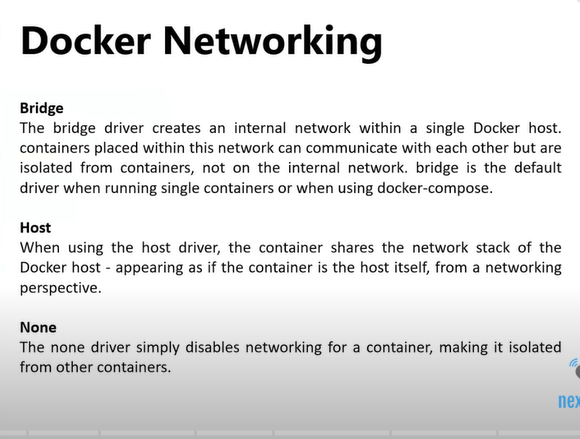 Docker Networking
Bridge
The bridge driver creates an internal network within a single Docker host.
containers placed within this network can communicate with each other but are
isolated from containers, not on the internal network. bridge is the default
driver when running single containers or when using docker-compose.
Host
When using the host driver, the container shares the network stack of the
Docker host - appearing as if the container is the host itself, from a networking
perspective.
None
The none driver simply disables networking for a container, making it isolated
from other containers.
nex